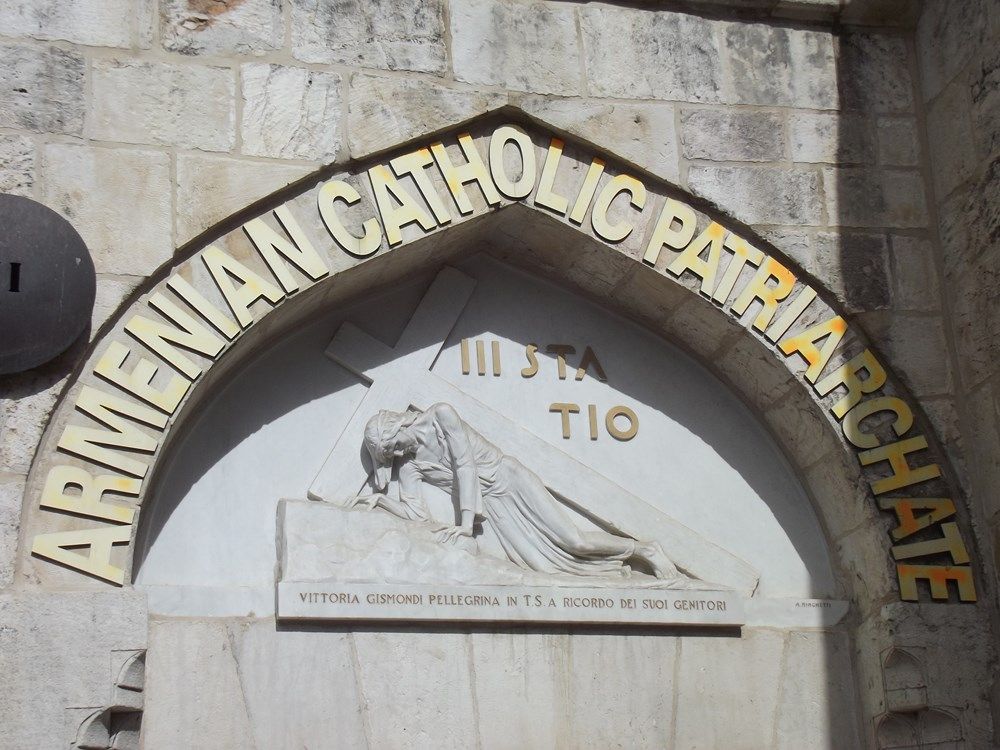 ARMENIAN CATHOLIC PATRIARCHATE
III STA
TIO
VITTORIA GISMONDI PELLEGRINA IN T.S. A RICORDO DEI SUOI GENITORI